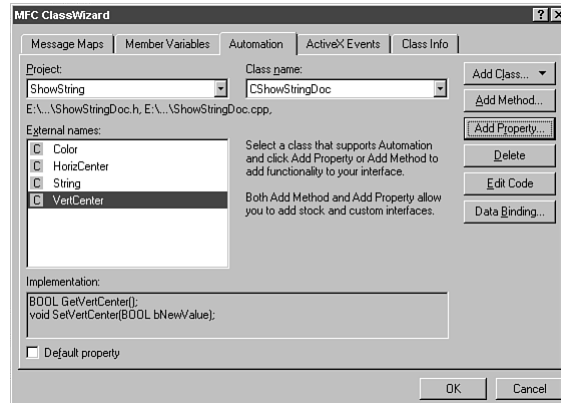 MFC ClassWizard
Message Maps
Member Variables
Automation
ActiveX Events
Class Info
Project:
Class name:
ShowString
CShowStringDoc
E:\...\ShowStringDoc.h, E:\...\ShowStringDoc.cpp,
External names:
C Color
C HorizCenter
C String
C VertCenter
Select a class that supports Automation
and click Add Property or Add Method to
add functionality to your interface.
Both Add Method and Add Property allow
you to add stock and custom interfaces.
Add Class...
Add Method...
Add Property...
Delete
Edit Code
Data Binding...
Implementation:
BOOL GetVertCenter();
void SetVertCenter(BOOL bNewValue);
Default property
OK
Cancel